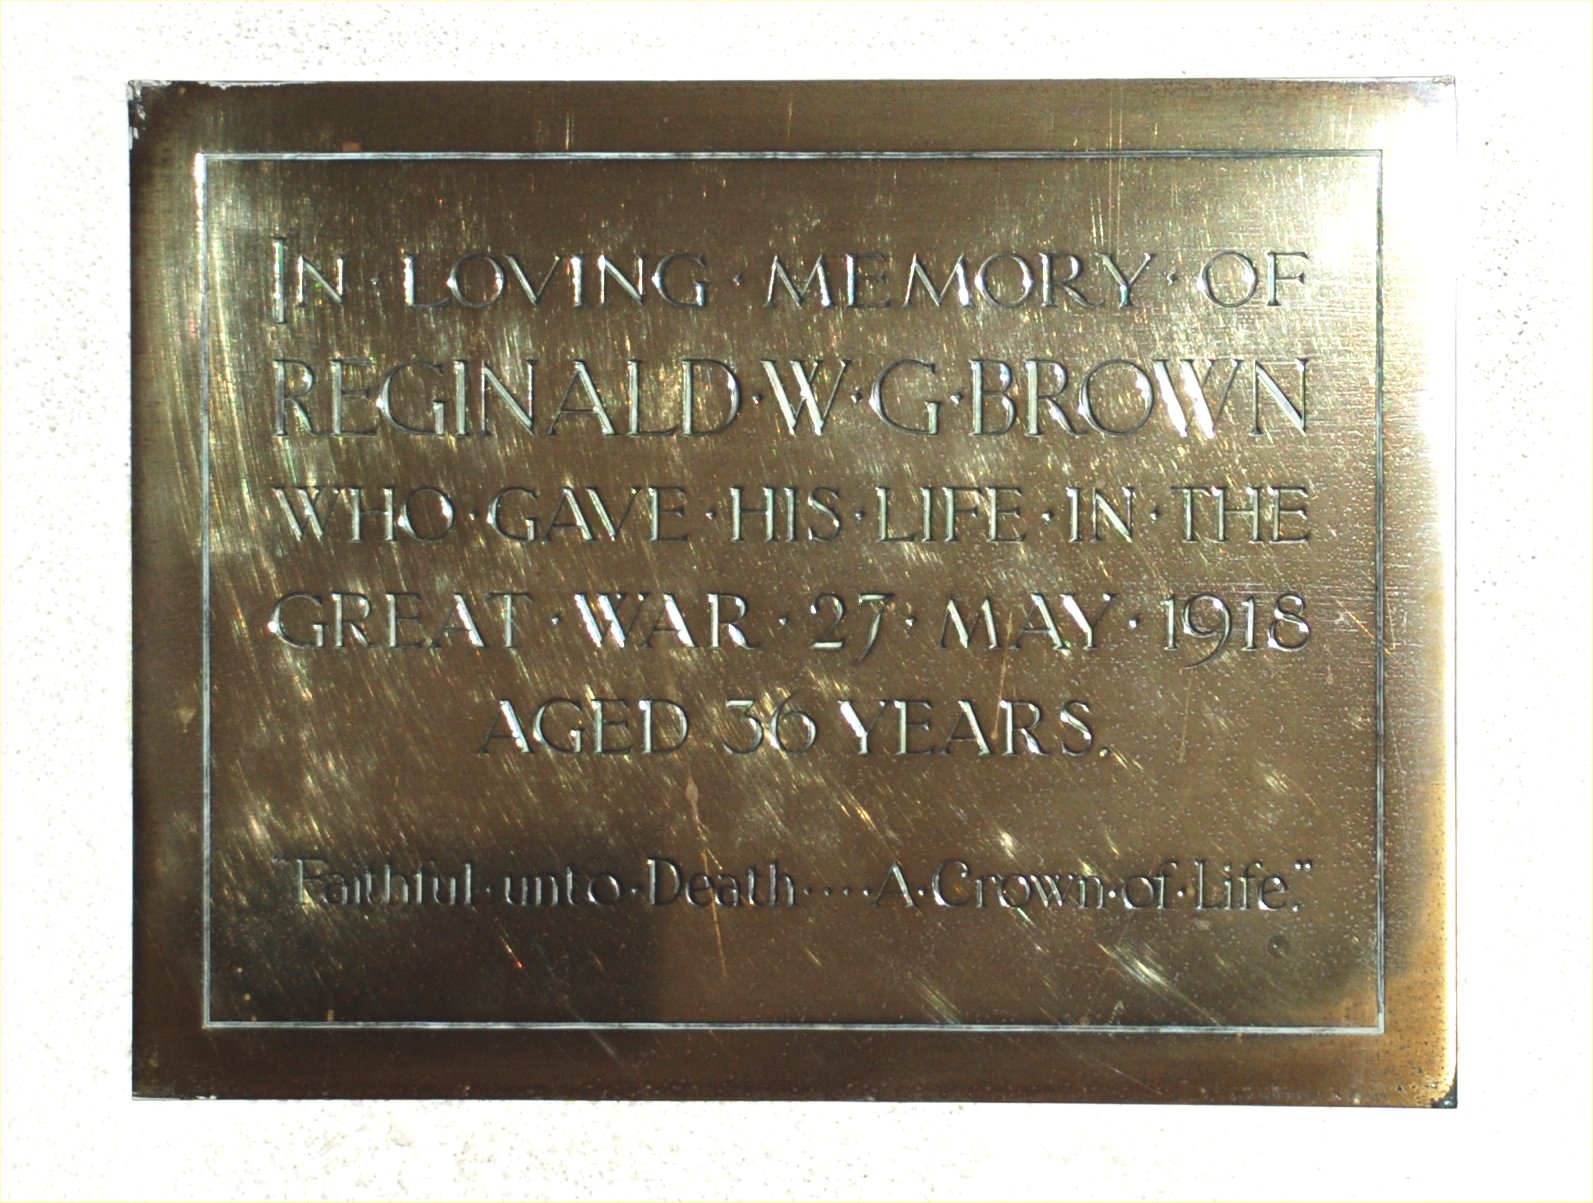 IN · LOVING · MEMORY · OF
REGINALD · W · G · BROWN
WHO · GAVE · HIS · LIFE · IN · THE
GREAT · WAR · 27 · MAY · 1918
AGED 36 YEARS.
"Faithful · unto · Death · · · · A · Crown · of · Life."